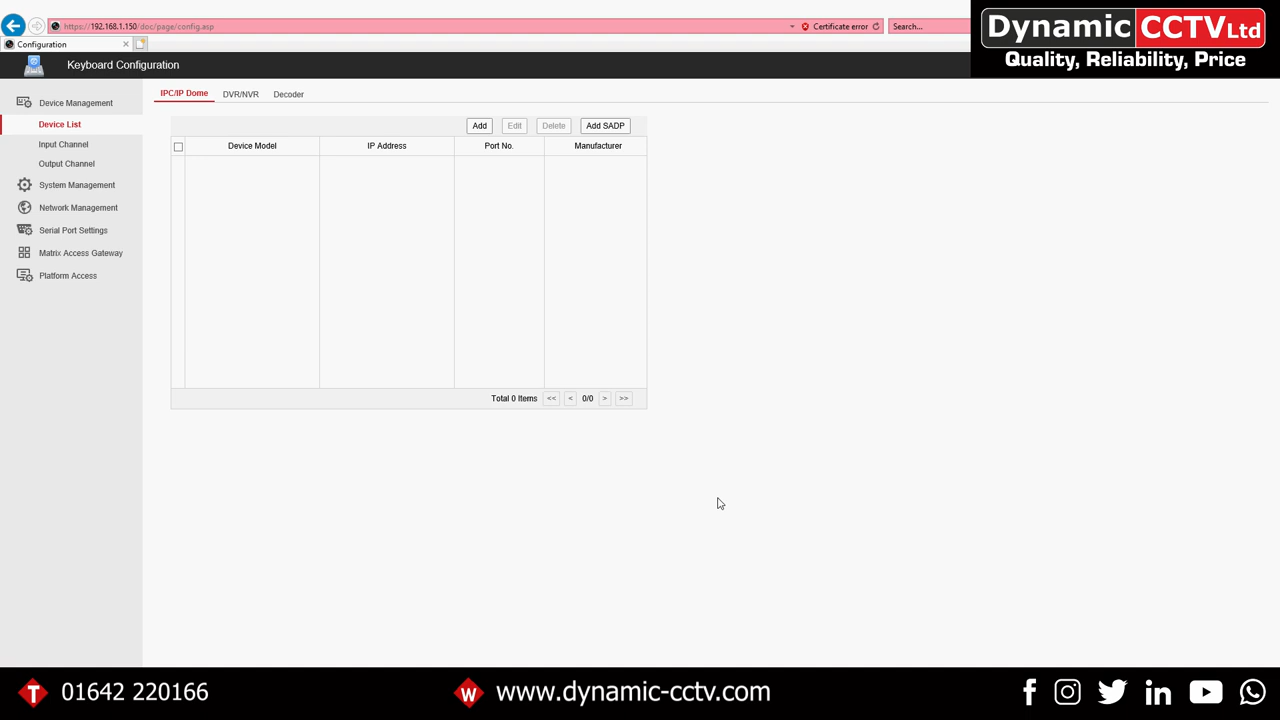 https://192.168.1.150/doc/page/config.asp
Certificate error
Search...
Configuration
Dynamic CCTV Ltd
Quality, Reliability, Price
Keyboard Configuration
Device Management
Device List
Input Channel
Output Channel
System Management
Network Management
Serial Port Settings
Matrix Access Gateway
Platform Access
IPC/IP Dome DVR/NVR Decoder
Add Edit Delete Add SADP
Device Model IP Address Port No. Manufacturer
Total 0 Items << < 0/0 > >>
T 01642 220166 W www.dynamic-cctv.com